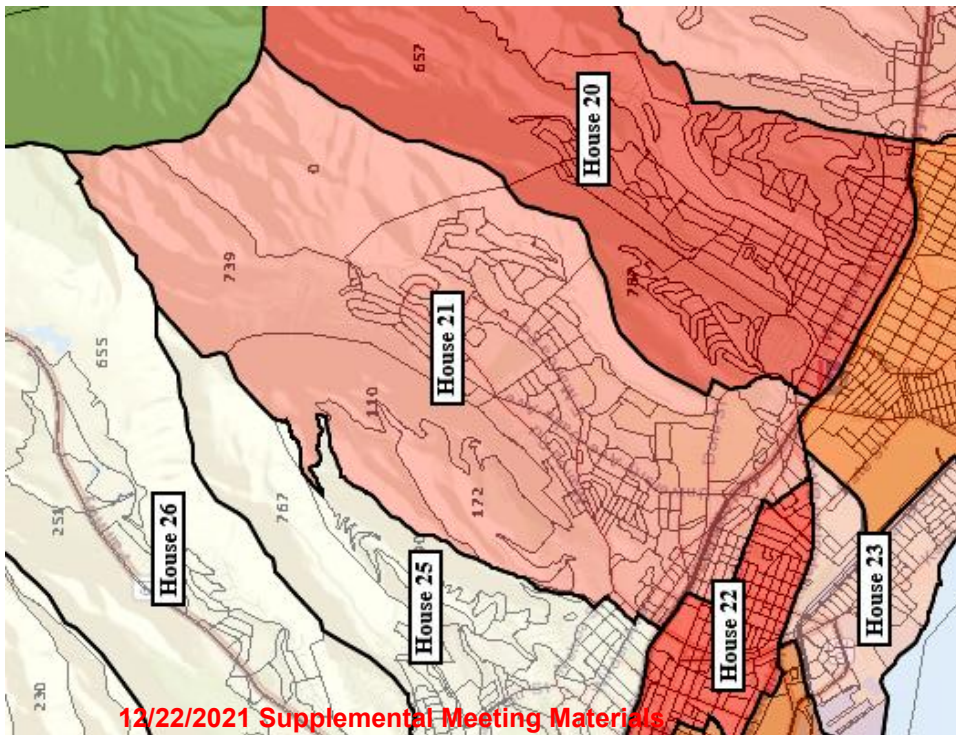 657
House 20
0
739
787
House 21
655
110
172
767
251
House 26
House 25
House 22
House 23
230
12/22/2021 Supplemental Meeting Materials